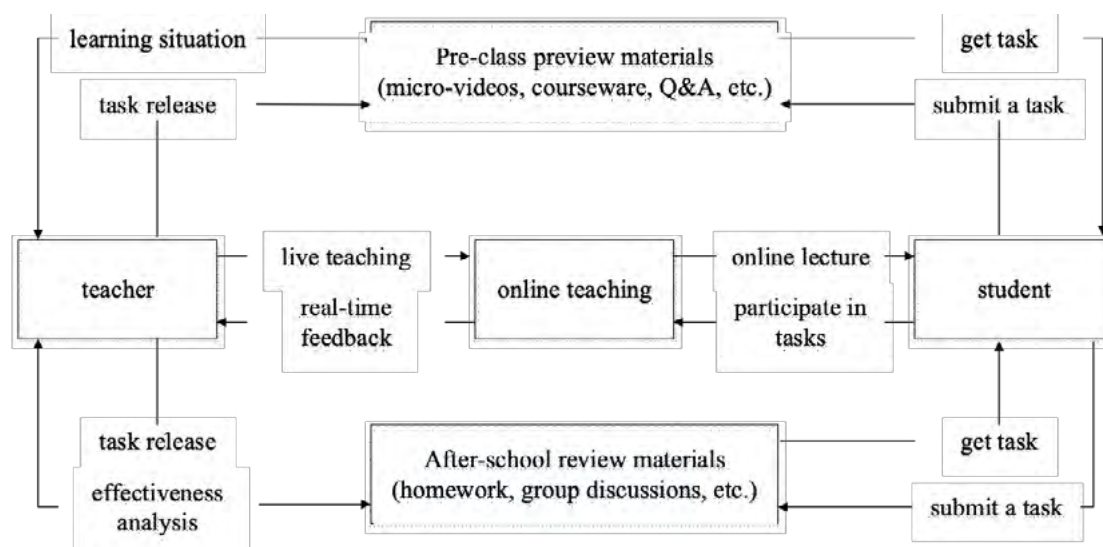 learning situation
Pre-class preview materials
(micro-videos, courseware, Q&A, etc.)
get task
task release
submit a task
teacher
live teaching
real-time
feedback
online teaching
online lecture
participate in
tasks
student
task release
effectiveness
analysis
After-school review materials
(homework, group discussions, etc.)
get task
submit a task